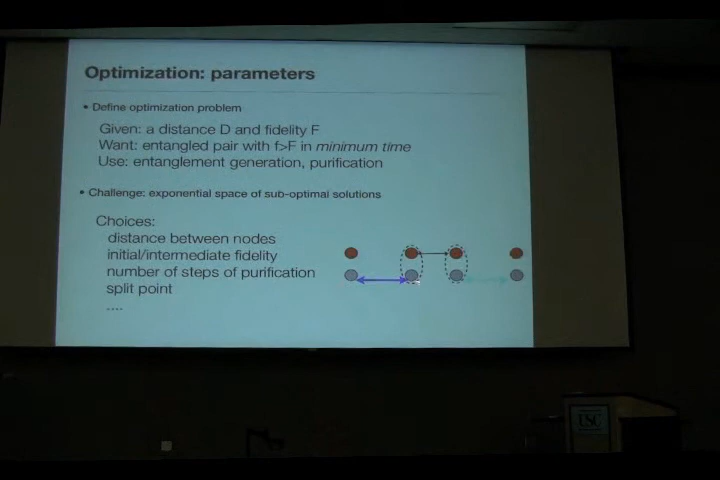 Optimization: parameters
• Define optimization problem
Given: a distance D and fidelity F
Want: entangled pair with f>F in minimum time
Use: entanglement generation, purification
• Challenge: exponential space of sub-optimal solutions
Choices:
distance between nodes
initial/intermediate fidelity
number of steps of purification
split point
....
USC